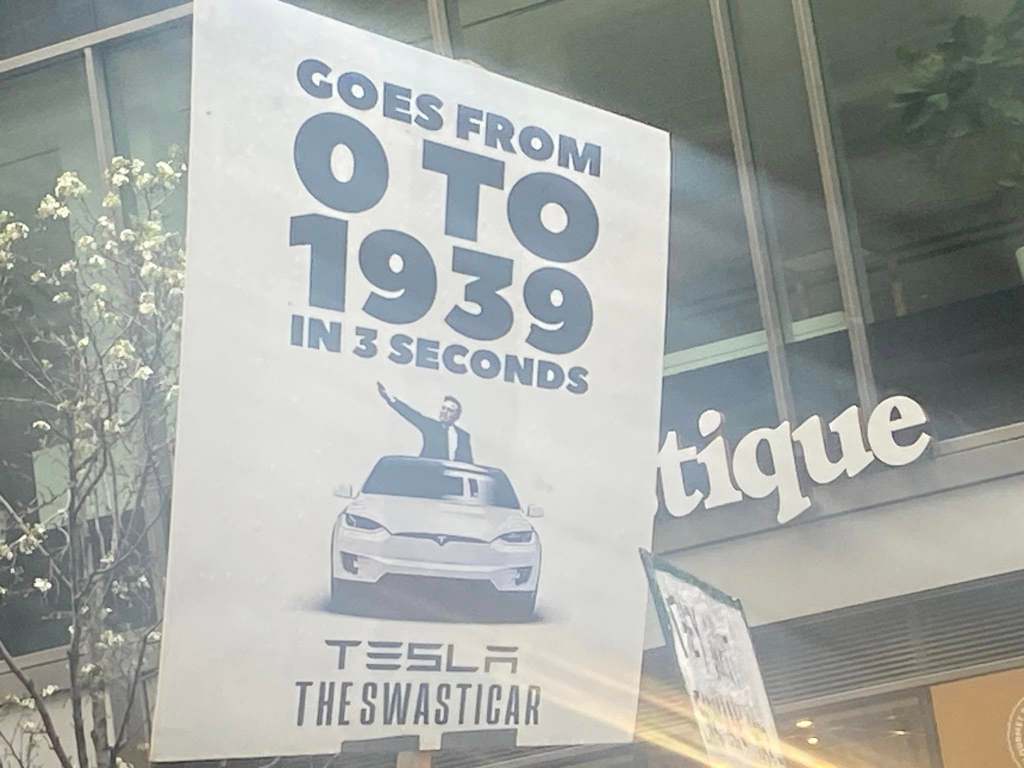 GOES FROM
0 TO
1939
IN 3 SECONDS
TESLA
THE SWASTICAR
tique